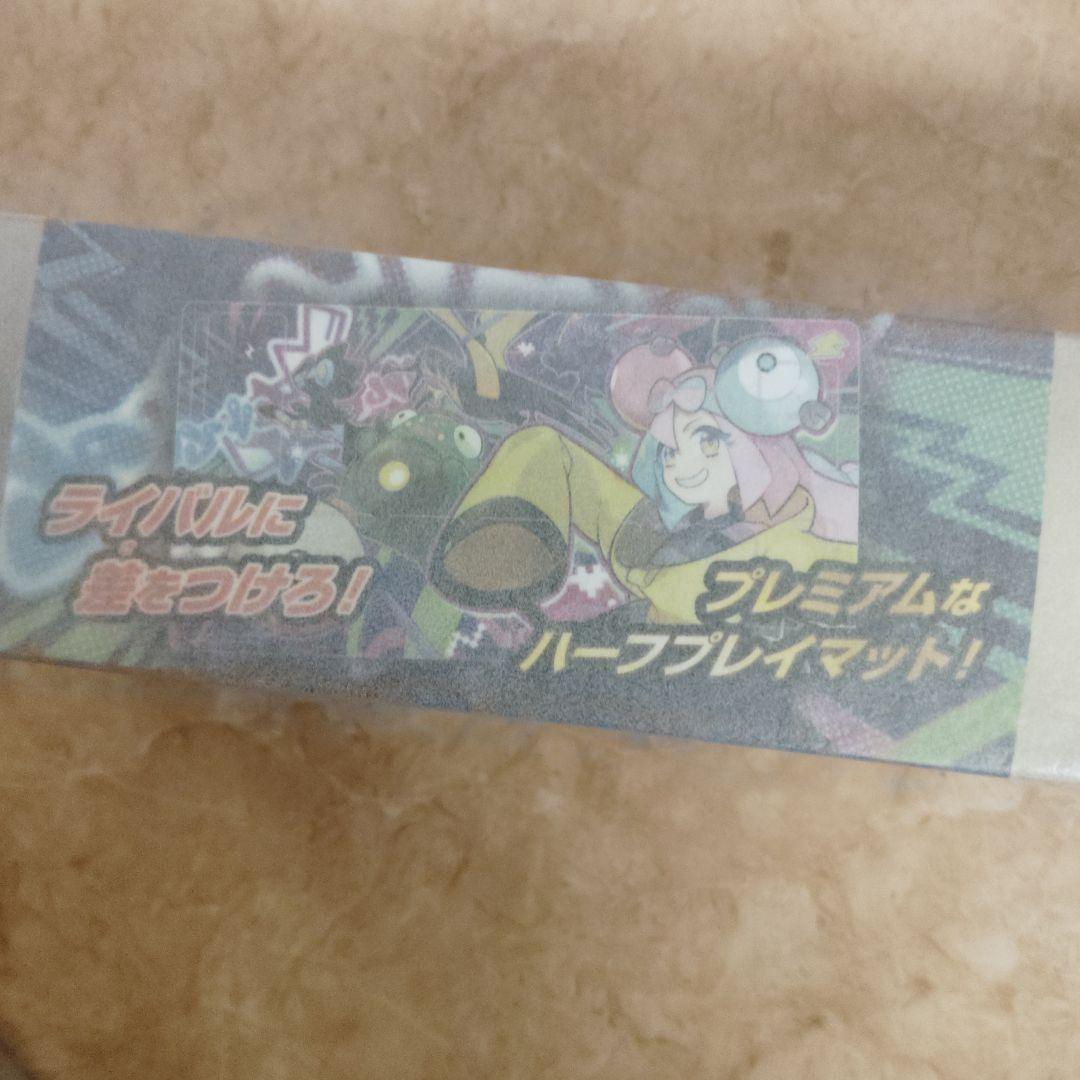 ライバルに
差をつけろ!
プレミアムな
ハーフプレイマット!